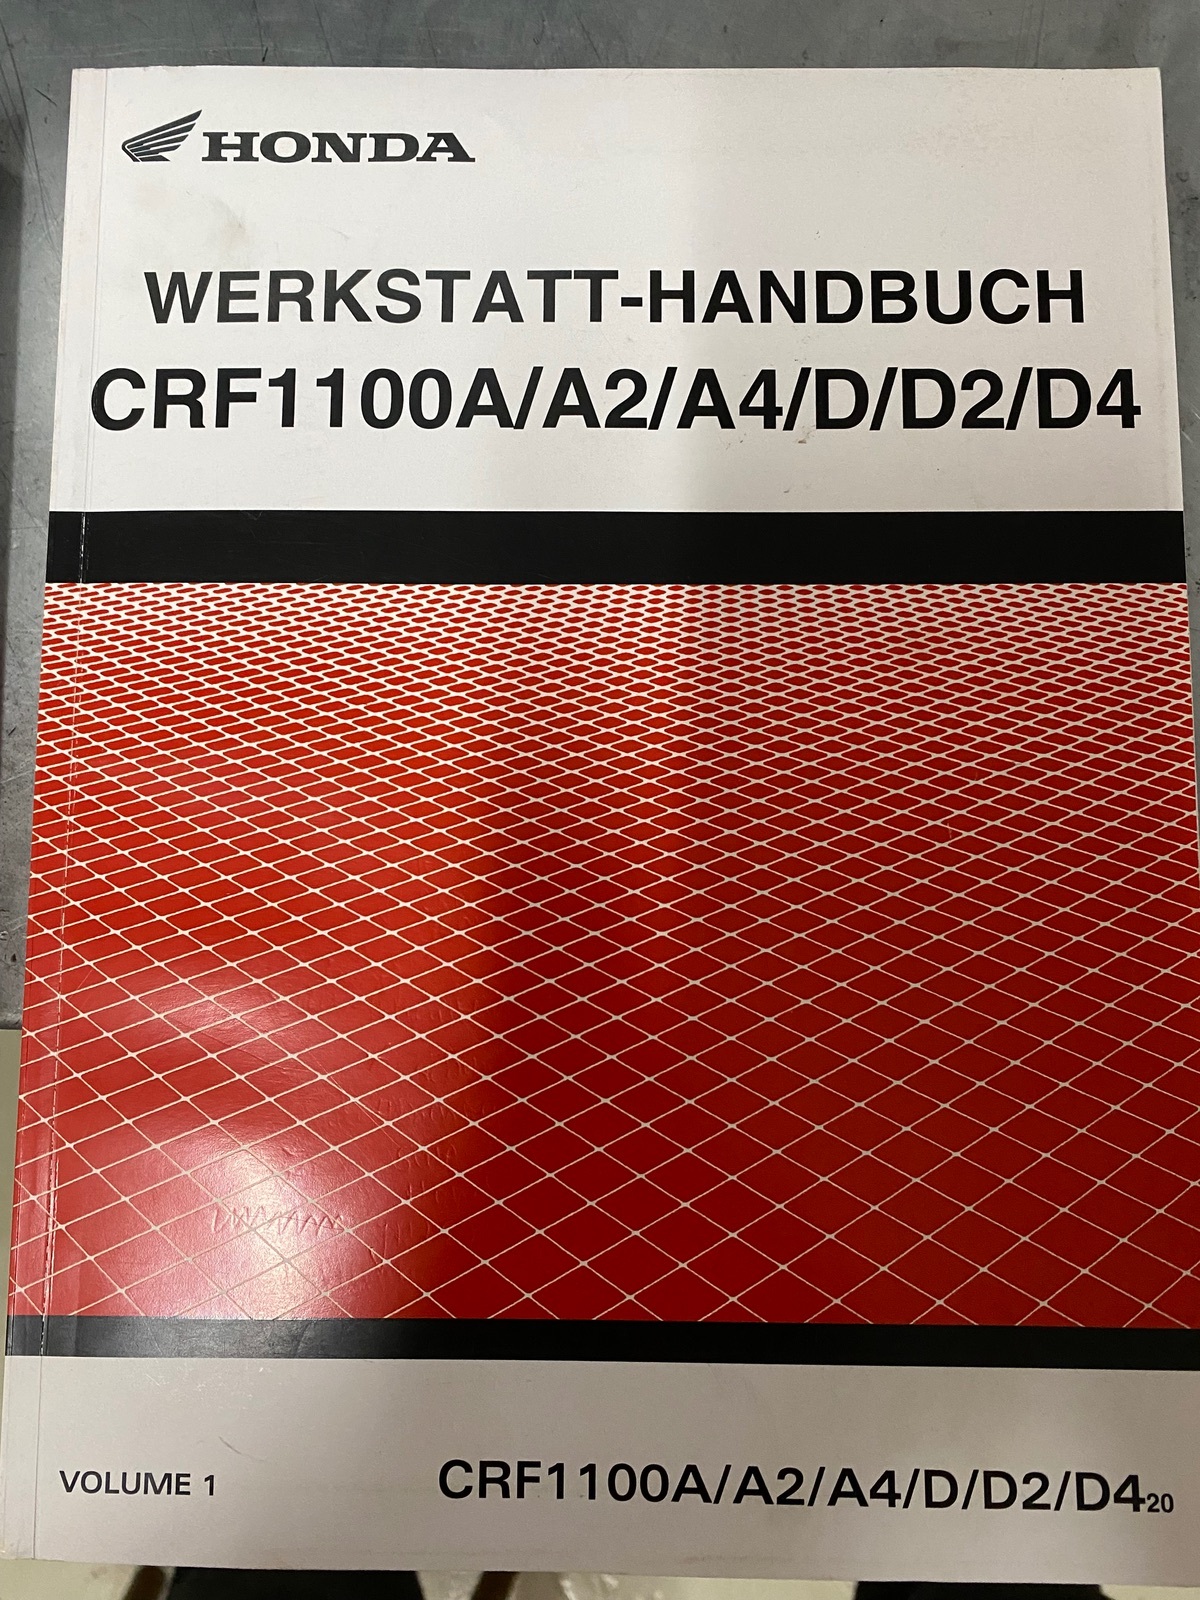 HONDA
WERKSTATT-HANDBUCH
CRF1100A/A2/A4/D/D2/D4
VOLUME 1
CRF1100A/A2/A4/D/D2/D420